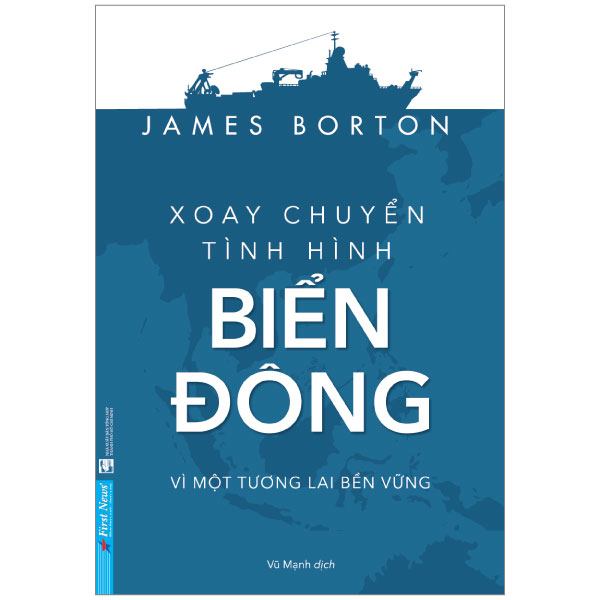 JAMES BORTON
XOAY CHUYỂN
TÌNH HÌNH
BIỂN
ĐÔNG
VÌ MỘT TƯƠNG LAI BỀN VỮNG
Vũ Mạnh dịch
First News